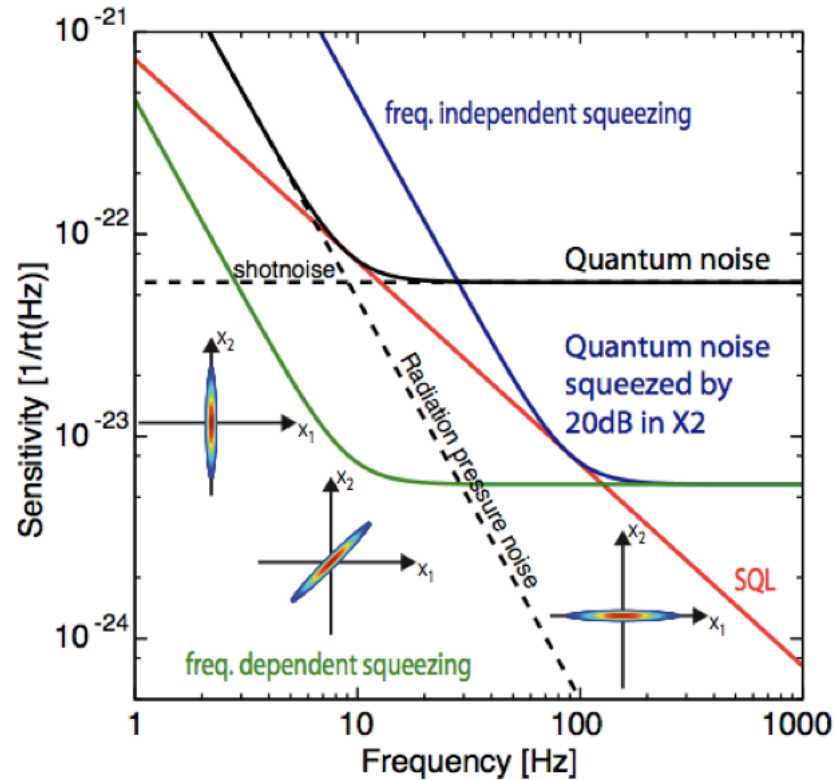 10⁻²¹
freq. independent squeezing
10⁻²²
Quantum noise
shotnoise
Quantum noise
squeezed by
20dB in X2
Radiation pressure noise
10⁻²³
X₂
X₁
X₂
X₁
X₂
X₁
SQL
10⁻²⁴
freq. dependent squeezing
Sensitivity [1/rt(Hz)]
1 10 100 1000
Frequency [Hz]